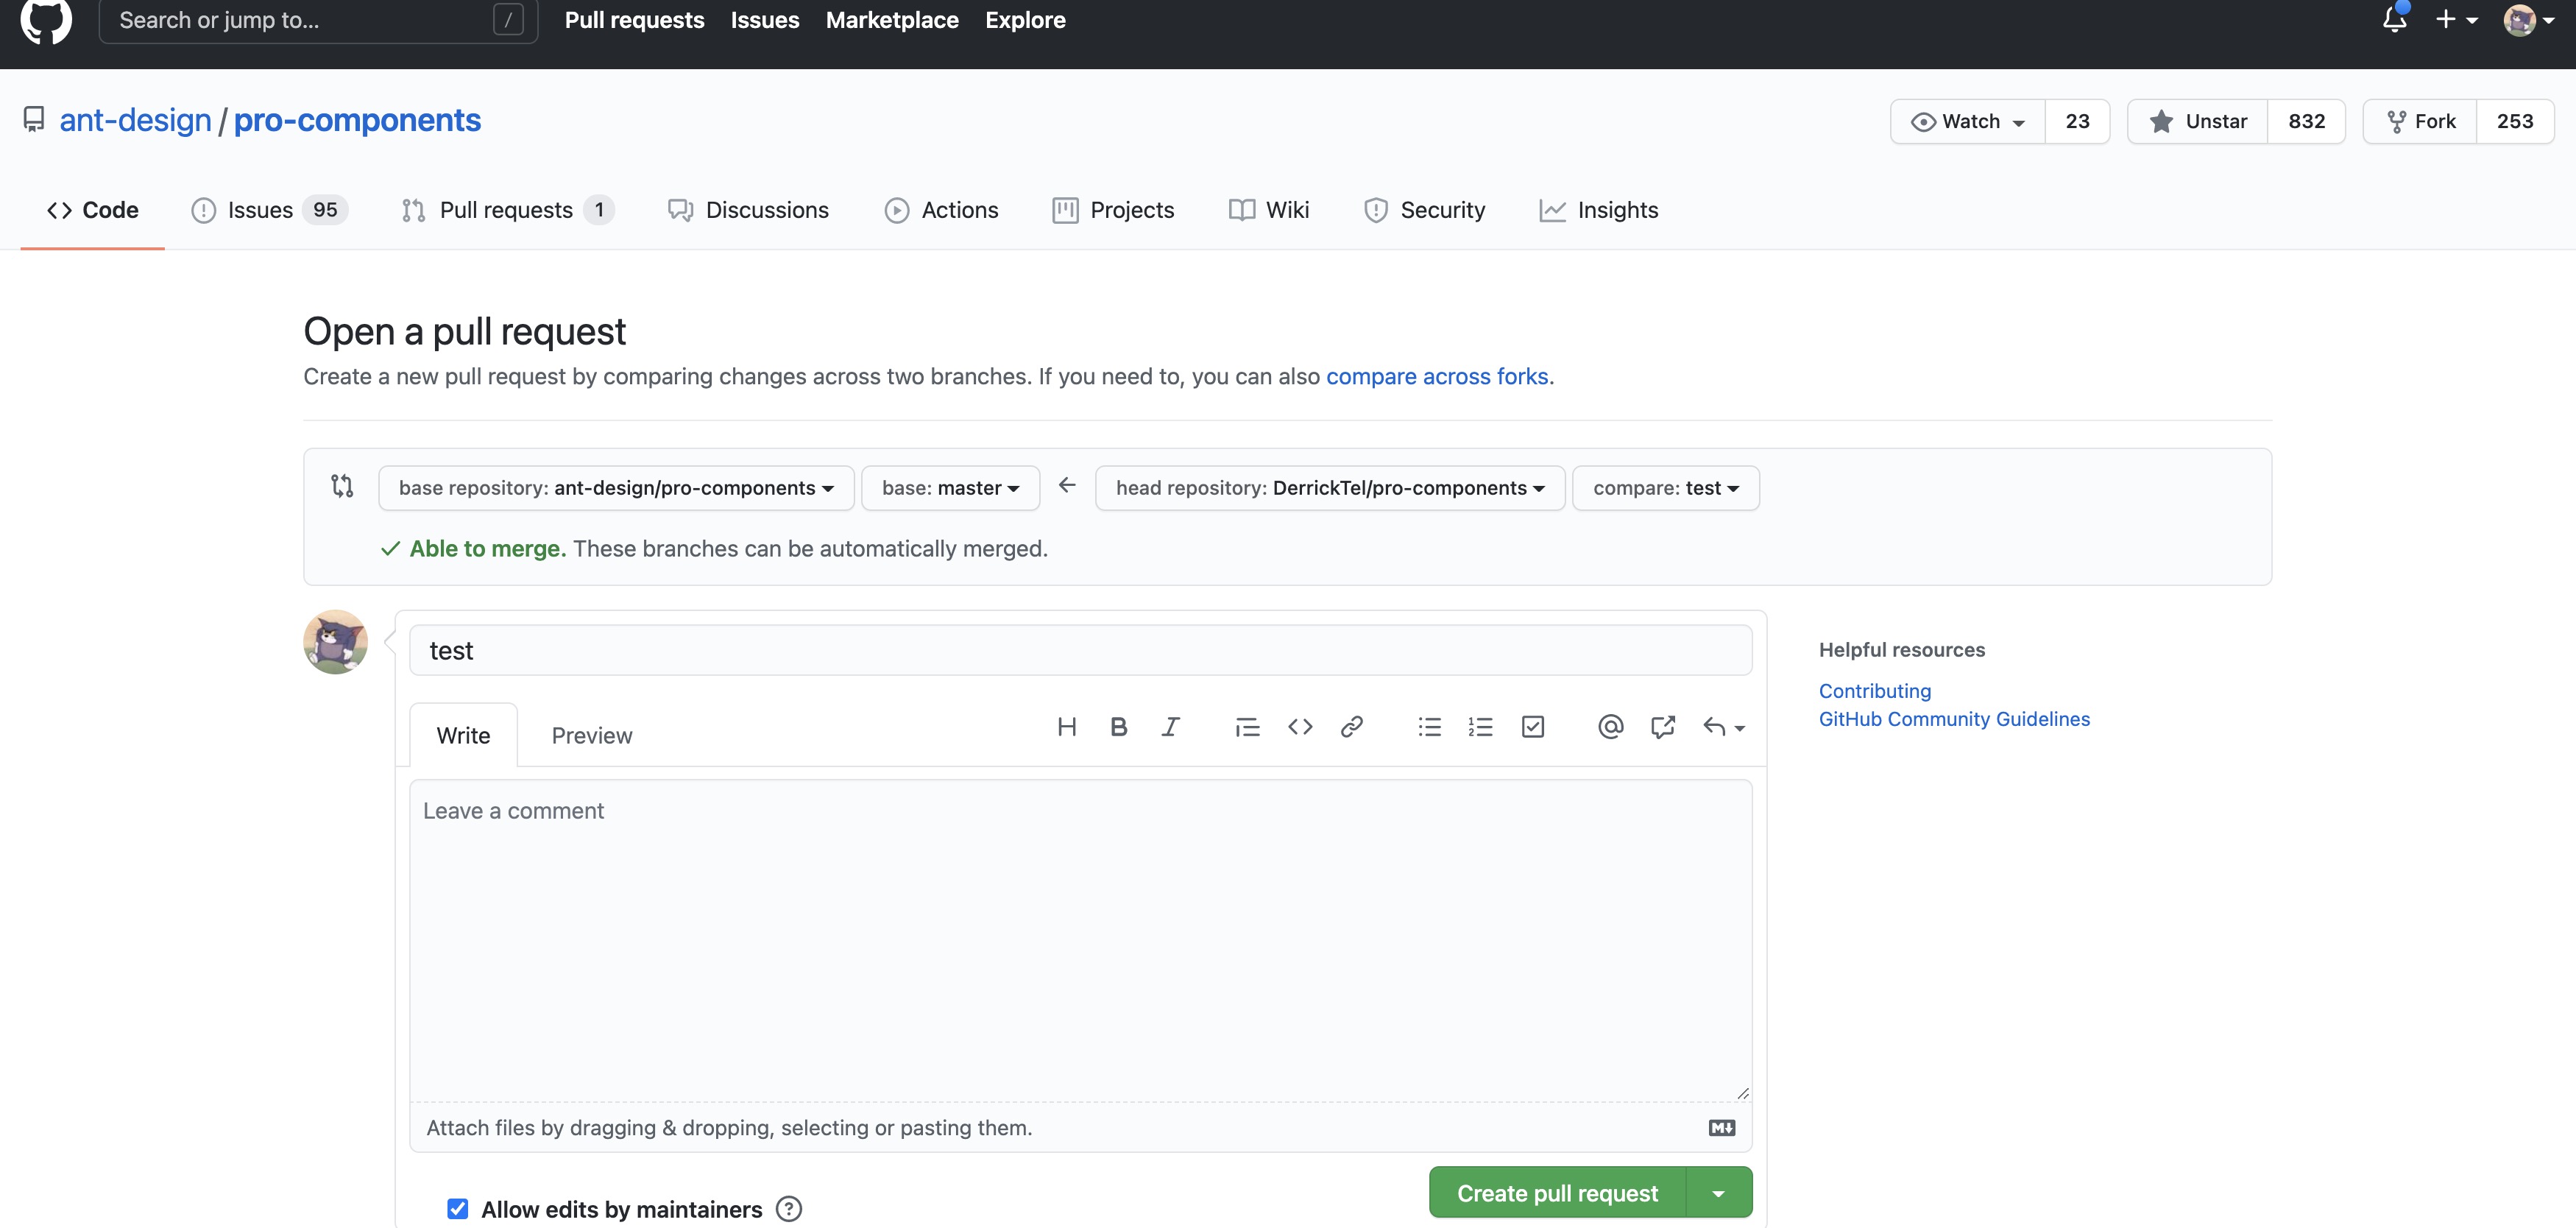 Search or jump to... / Pull requests Issues Marketplace Explore
ant-design / pro-components Watch 23 Unstar 832 Fork 253
Code Issues 95 Pull requests 1 Discussions Actions Projects Wiki Security Insights
Open a pull request
Create a new pull request by comparing changes across two branches. If you need to, you can also compare across forks.
base repository: ant-design/pro-components base: master ← head repository: DerrickTel/pro-components compare: test
Able to merge. These branches can be automatically merged.
test
Write Preview
Leave a comment
Attach files by dragging & dropping, selecting or pasting them.
Allow edits by maintainers
Create pull request
Helpful resources
Contributing
GitHub Community Guidelines